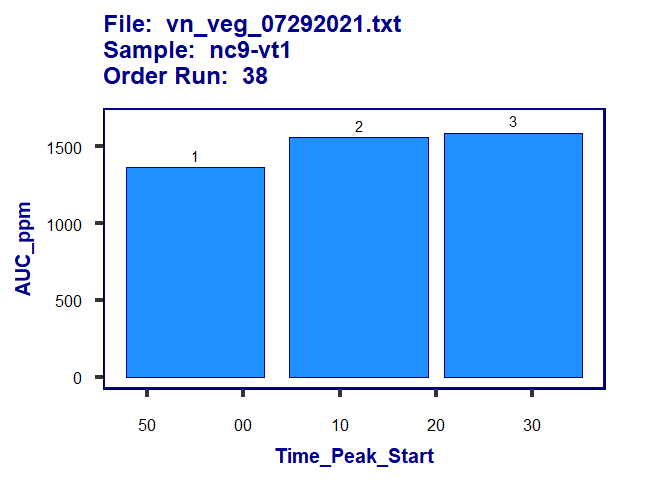 File:  vn_veg_07292021.txt
Sample:  nc9-vt1
Order Run:  38
1
2
3
1500
1000
500
0
AUC_ppm
50 00 10 20 30
Time_Peak_Start